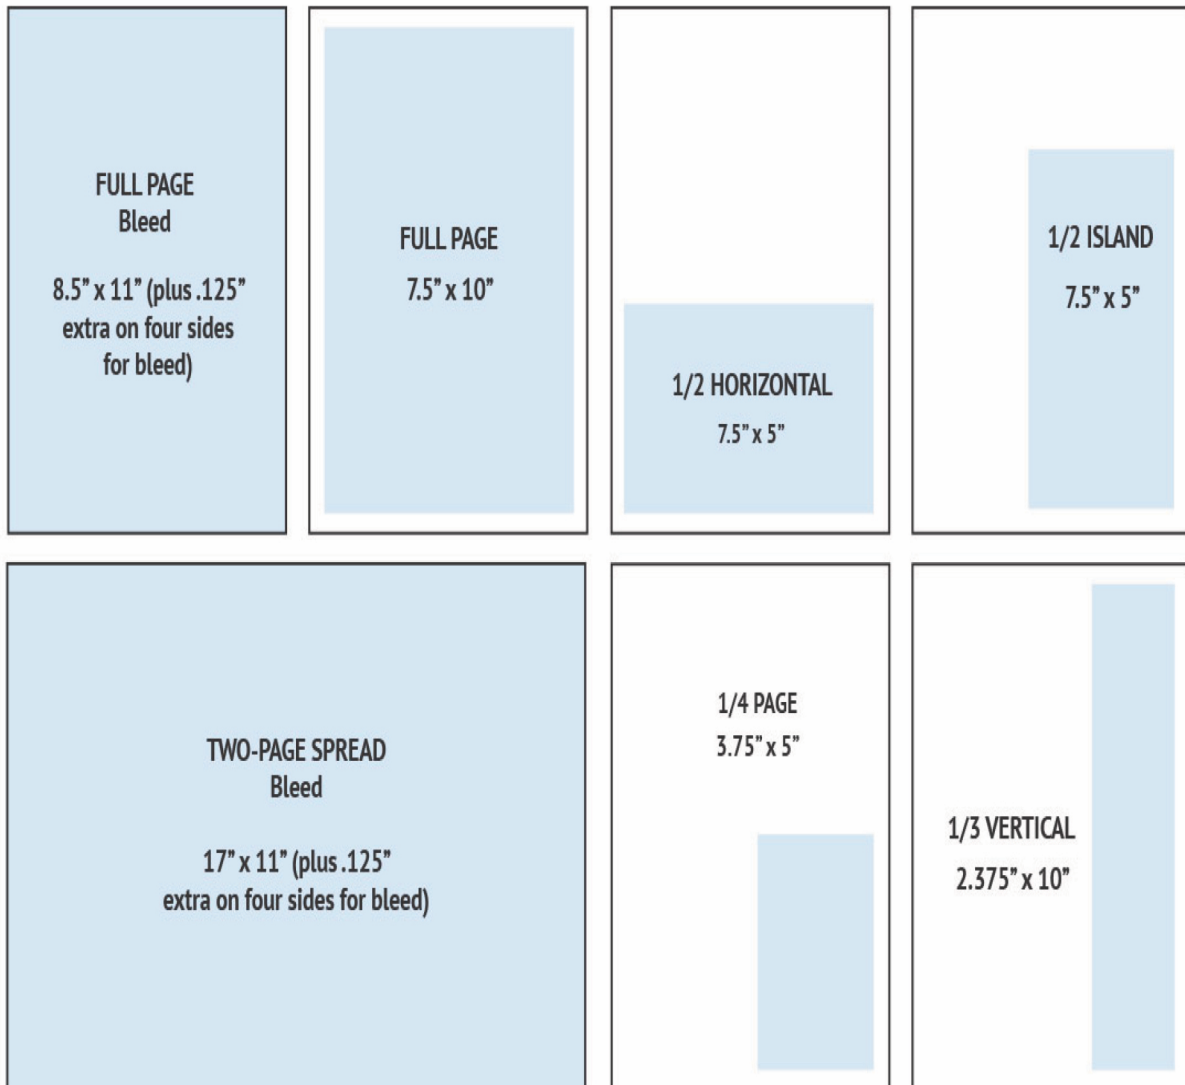 FULL PAGE
Bleed
8.5” x 11” (plus .125”
extra on four sides
for bleed)
FULL PAGE
7.5” x 10”
1/2 HORIZONTAL
7.5” x 5”
1/2 ISLAND
7.5” x 5”
TWO-PAGE SPREAD
Bleed
17” x 11” (plus .125”
extra on four sides for bleed)
1/4 PAGE
3.75” x 5”
1/3 VERTICAL
2.375” x 10”